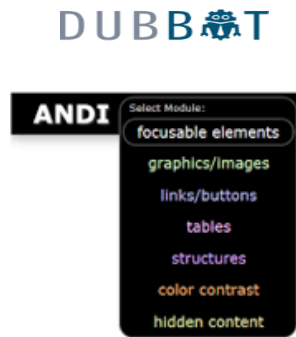 DUBBOT
ANDI
Select Module:
focusable elements
graphics/images
links/buttons
tables
structures
color contrast
hidden content